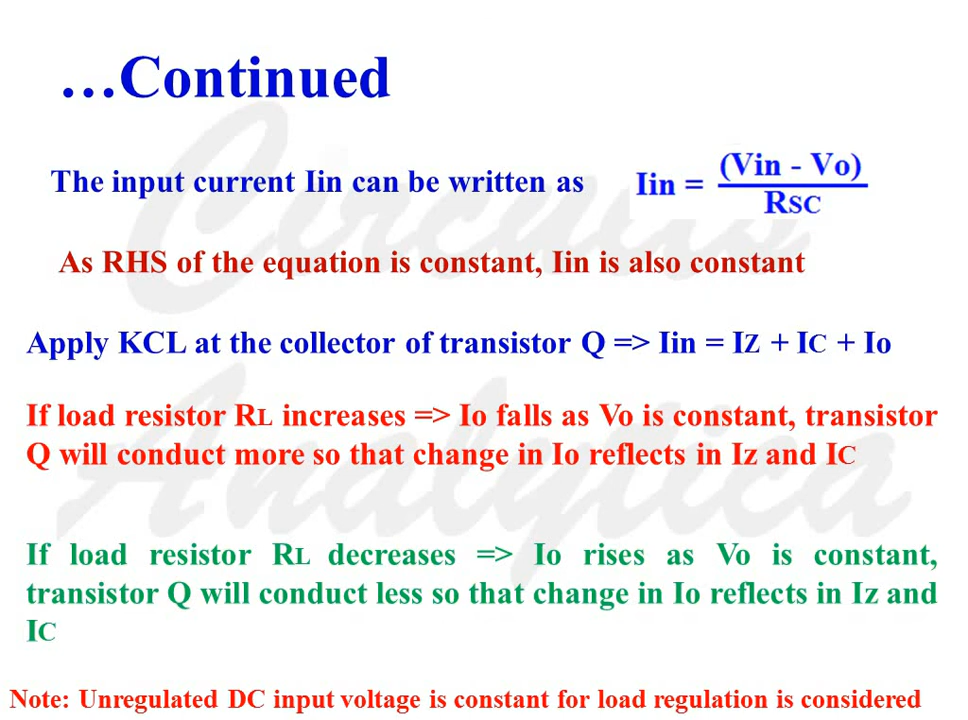 …Continued
The input current Iin can be written as Iin = (Vin - Vo) / RSC
As RHS of the equation is constant, Iin is also constant
Apply KCL at the collector of transistor Q => Iin = IZ + IC + Io
If load resistor RL increases => Io falls as Vo is constant, transistor
Q will conduct more so that change in Io reflects in Iz and IC
If load resistor RL decreases => Io rises as Vo is constant,
transistor Q will conduct less so that change in Io reflects in Iz and
IC
Note: Unregulated DC input voltage is constant for load regulation is considered
Circuit
Analytica